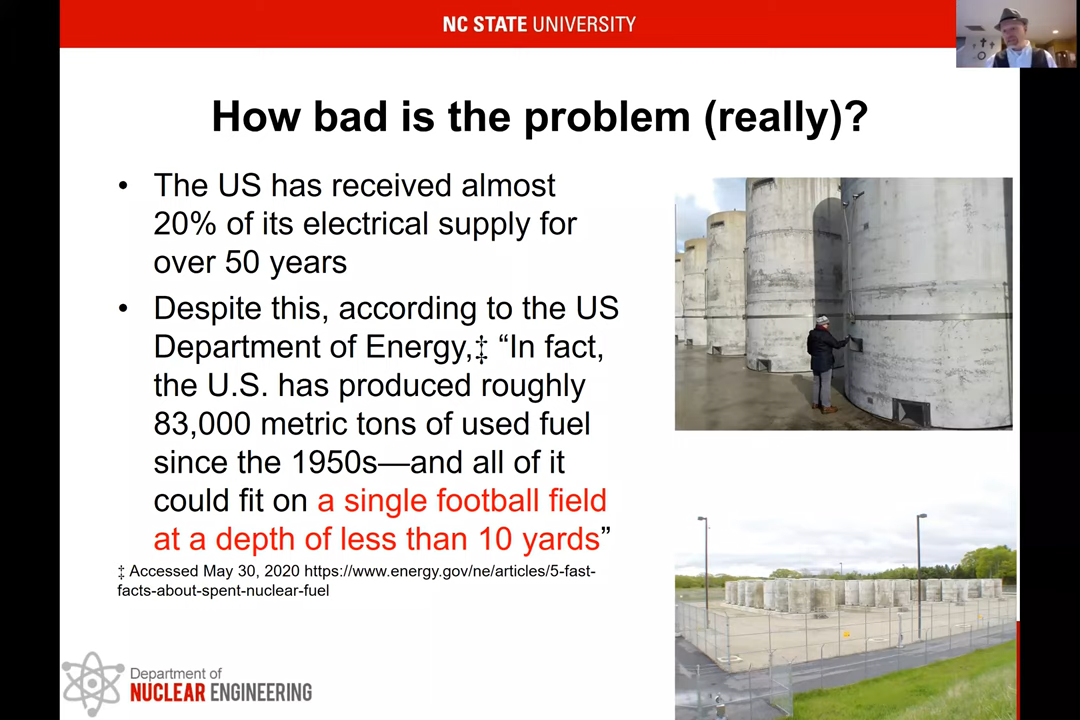 NC STATE UNIVERSITY
How bad is the problem (really)?
• The US has received almost
20% of its electrical supply for
over 50 years
• Despite this, according to the US
Department of Energy,‡ “In fact,
the U.S. has produced roughly
83,000 metric tons of used fuel
since the 1950s—and all of it
could fit on a single football field
at a depth of less than 10 yards”
‡ Accessed May 30, 2020 https://www.energy.gov/ne/articles/5-fast-
facts-about-spent-nuclear-fuel
Department of
NUCLEAR ENGINEERING